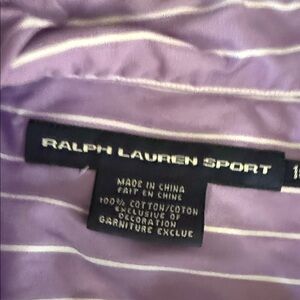 RALPH LAUREN SPORT
MADE IN CHINA
FAIT EN CHINE
100% COTTON/COTON
EXCLUSIVE OF
DECORATION
GARNITURE EXCLUE